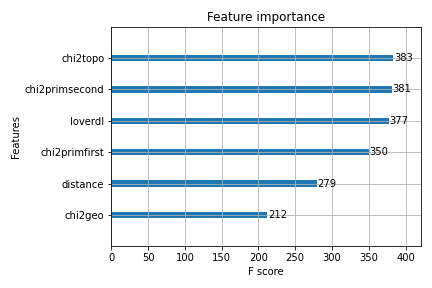 Feature importance
chi2topo 383
chi2primsecond 381
loverdl 377
chi2primfirst 350
distance 279
chi2geo 212
Features
0 50 100 150 200 250 300 350 400
F score